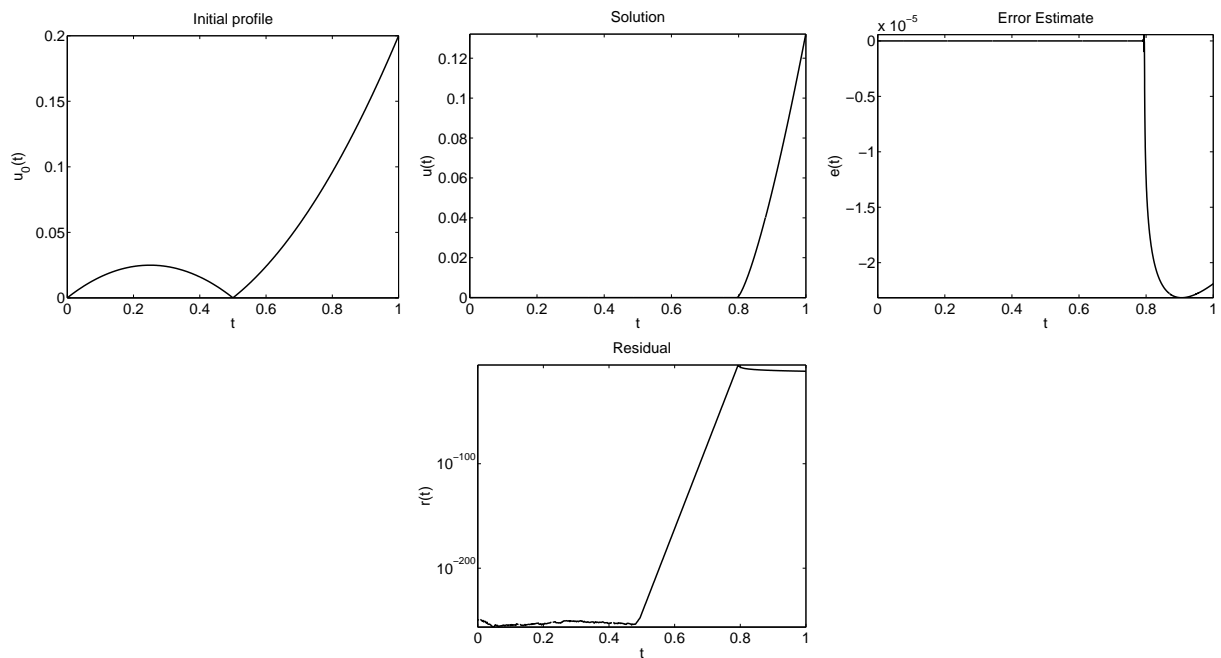 Initial profile
0.2
0.15
0.1
0.05
0
u₀(t)
0 0.2 0.4 0.6 0.8 1
t
Solution
0.12
0.1
0.08
0.06
0.04
0.02
0
u(t)
0 0.2 0.4 0.6 0.8 1
t
Error Estimate
x 10⁻⁵
0
−0.5
−1
−1.5
−2
e(t)
0 0.2 0.4 0.6 0.8 1
t
Residual
10⁻¹⁰⁰
10⁻²⁰⁰
r(t)
0 0.2 0.4 0.6 0.8 1
t